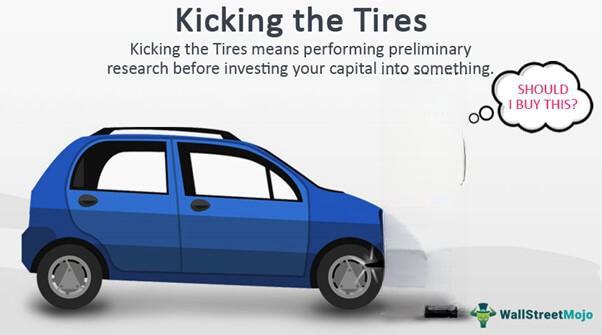 Kicking the Tires
Kicking the Tires means performing preliminary
research before investing your capital into something.
SHOULD
I BUY THIS?
WallStreetMojo